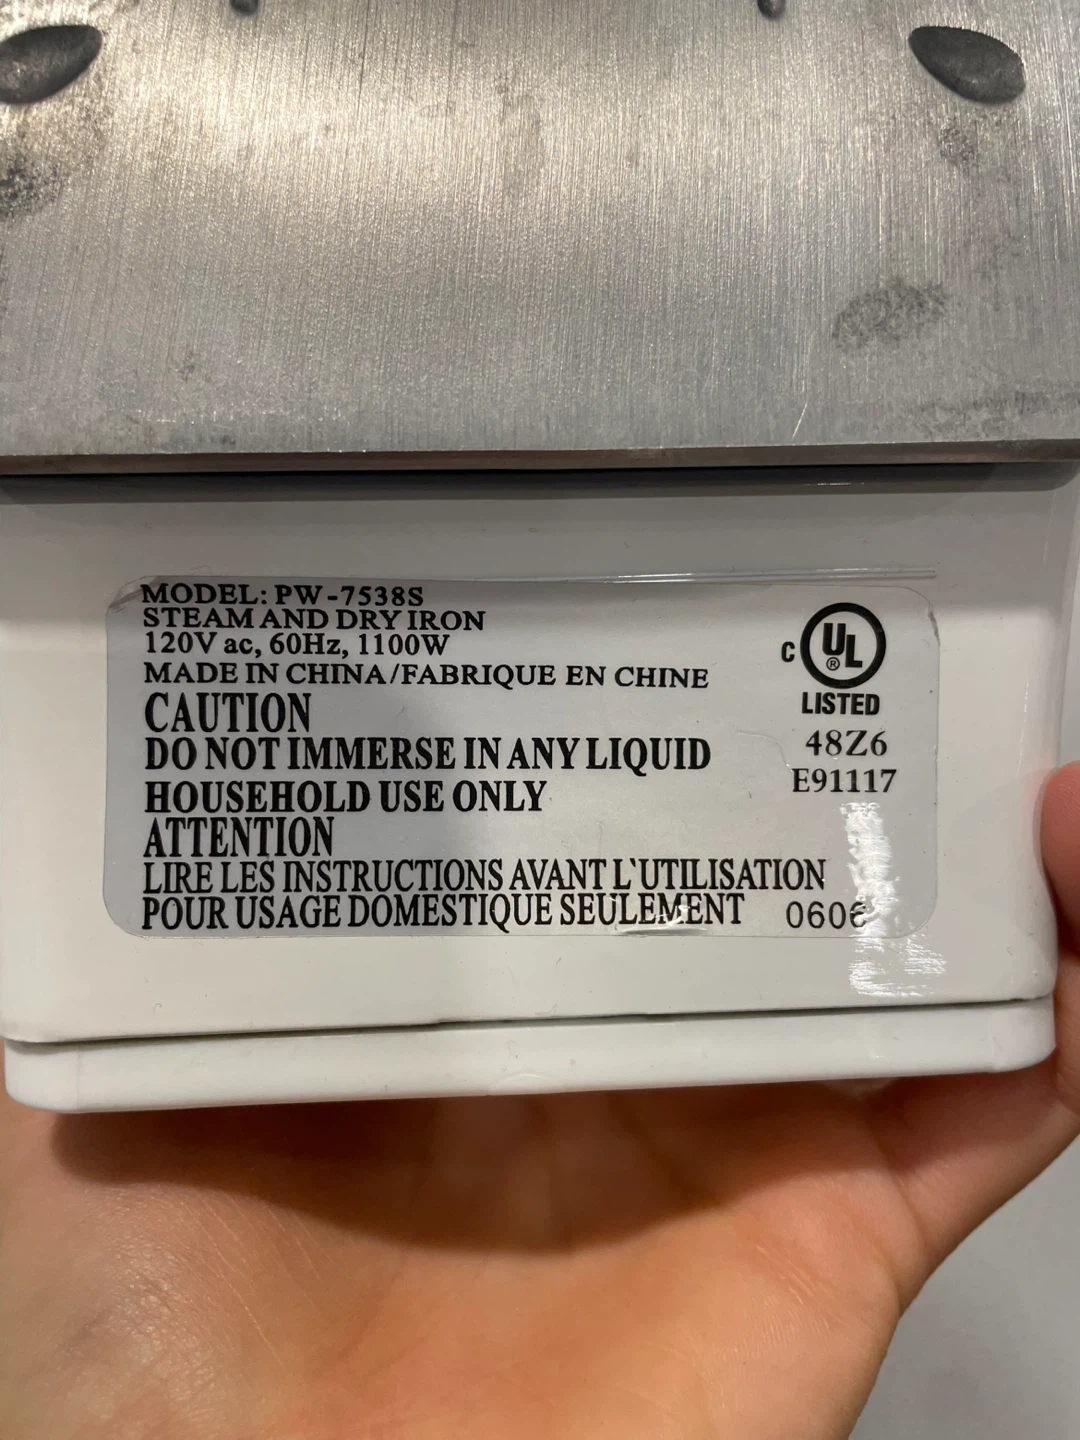 MODEL: PW-7538S
STEAM AND DRY IRON
120V ac, 60Hz, 1100W
MADE IN CHINA/FABRIQUE EN CHINE
CAUTION
DO NOT IMMERSE IN ANY LIQUID
HOUSEHOLD USE ONLY
ATTENTION
LIRE LES INSTRUCTIONS AVANT L`UTILISATION
POUR USAGE DOMESTIQUE SEULEMENT 0606
C UL ®
LISTED
48Z6
E91117